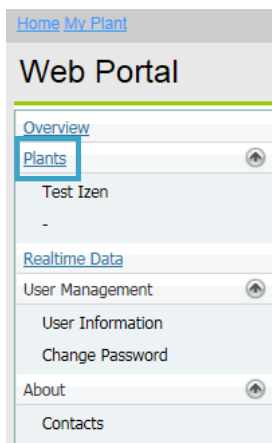 Home My Plant
Web Portal
Overview
Plants
Test Izen
-
Realtime Data
User Management
User Information
Change Password
About
Contacts